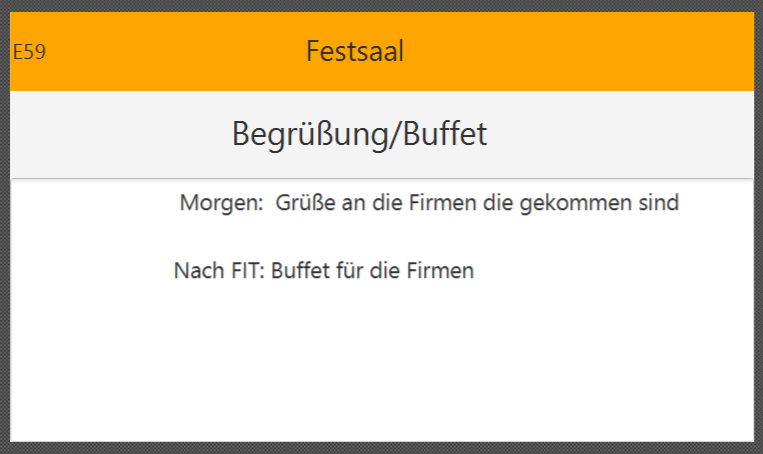 E59 Festsaal
Begrüßung/Buffet
Morgen:  Grüße an die Firmen die gekommen sind
Nach FIT: Buffet für die Firmen